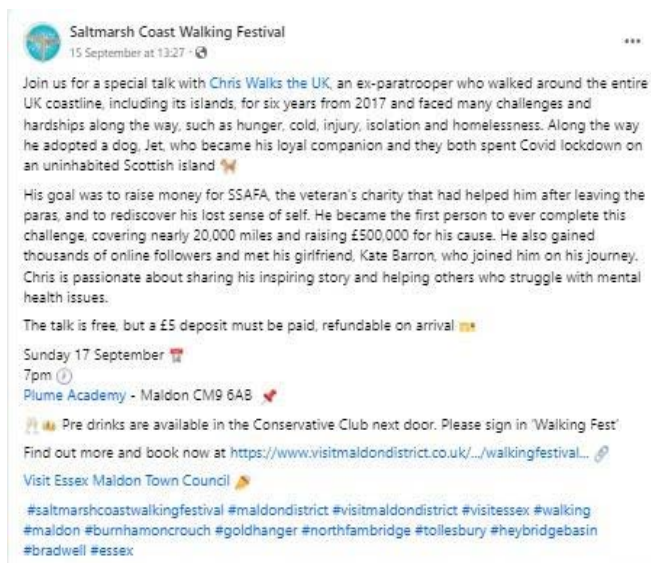 Saltmarsh Coast Walking Festival
15 September at 13:27 ·
Join us for a special talk with Chris Walks the UK, an ex-paratrooper who walked around the entire
UK coastline, including its islands, for six years from 2017 and faced many challenges and
hardships along the way, such as hunger, cold, injury, isolation and homelessness. Along the way
he adopted a dog, Jet, who became his loyal companion and they both spent Covid lockdown on
an uninhabited Scottish island 🐕
His goal was to raise money for SSAFA, the veteran's charity that had helped him after leaving the
paras, and to rediscover his lost sense of self. He became the first person to ever complete this
challenge, covering nearly 20,000 miles and raising £500,000 for his cause. He also gained
thousands of online followers and met his girlfriend, Kate Barron, who joined him on his journey.
Chris is passionate about sharing his inspiring story and helping others who struggle with mental
health issues.
The talk is free, but a £5 deposit must be paid, refundable on arrival
Sunday 17 September 📅
7pm 🕖
Plume Academy - Maldon CM9 6AB 📌
Pre drinks are available in the Conservative Club next door. Please sign in 'Walking Fest'
Find out more and book now at https://www.visitmaldondistrict.co.uk/.../walkingfestival... 🔗
Visit Essex Maldon Town Council 🎉
#saltmarshcoastwalkingfestival #maldondistrict #visitmaldondistrict #visitessex #walking
#maldon #burnhamoncrouch #goldhanger #northfambridge #tollesbury #heybridgebasin
#bradwell #essex